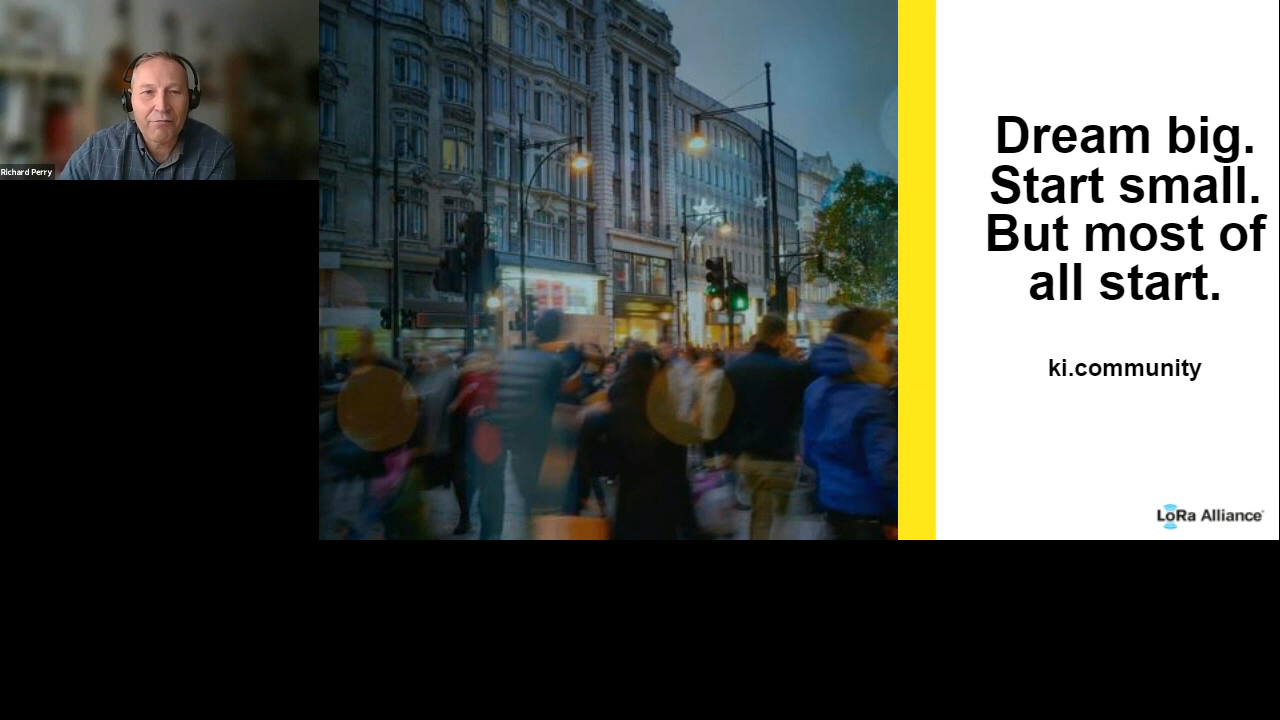 Richard Perry
Dream big.
Start small.
But most of
all start.
ki.community
LoRa Alliance